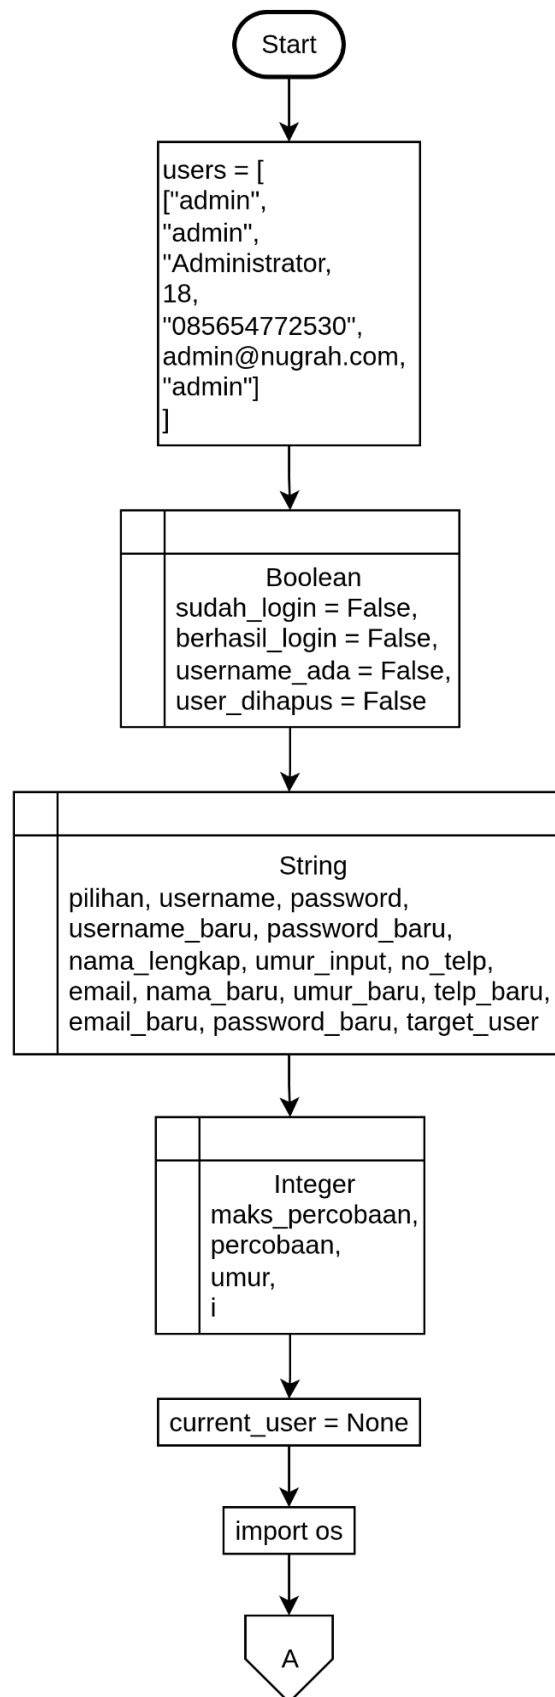 Start
users = [
["admin",
"admin",
"Administrator,
18,
"085654772530",
admin@nugrah.com,
"admin"]
]
Boolean
sudah_login = False,
berhasil_login = False,
username_ada = False,
user_dihapus = False
String
pilihan, username, password,
username_baru, password_baru,
nama_lengkap, umur_input, no_telp,
email, nama_baru, umur_baru, telp_baru,
email_baru, password_baru, target_user
Integer
maks_percobaan,
percobaan,
umur,
i
current_user = None
import os
A